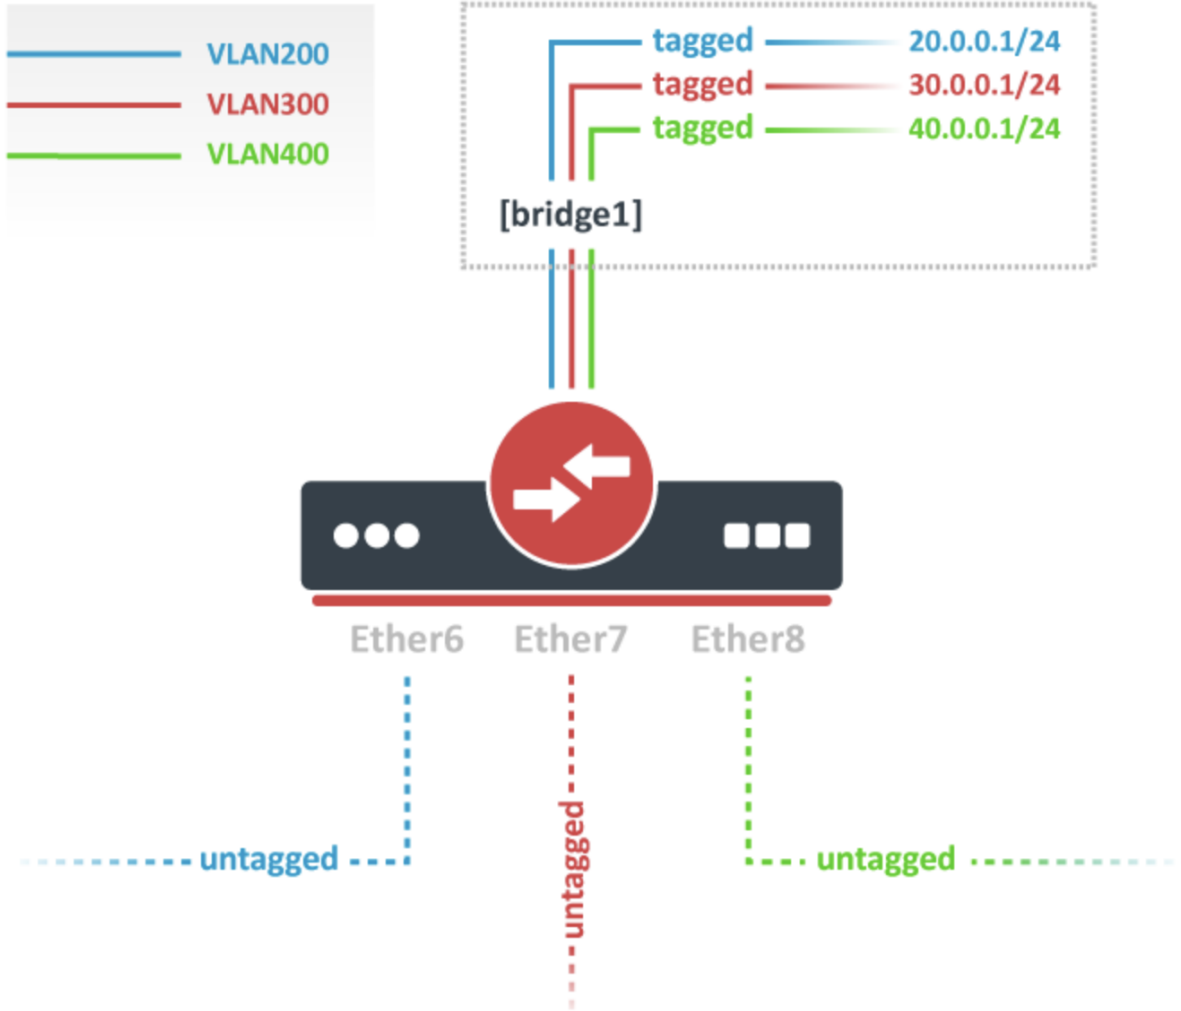 VLAN200
VLAN300
VLAN400
tagged 20.0.0.1/24
tagged 30.0.0.1/24
tagged 40.0.0.1/24
[bridge1]
Ether6 Ether7 Ether8
untagged
untagged
untagged